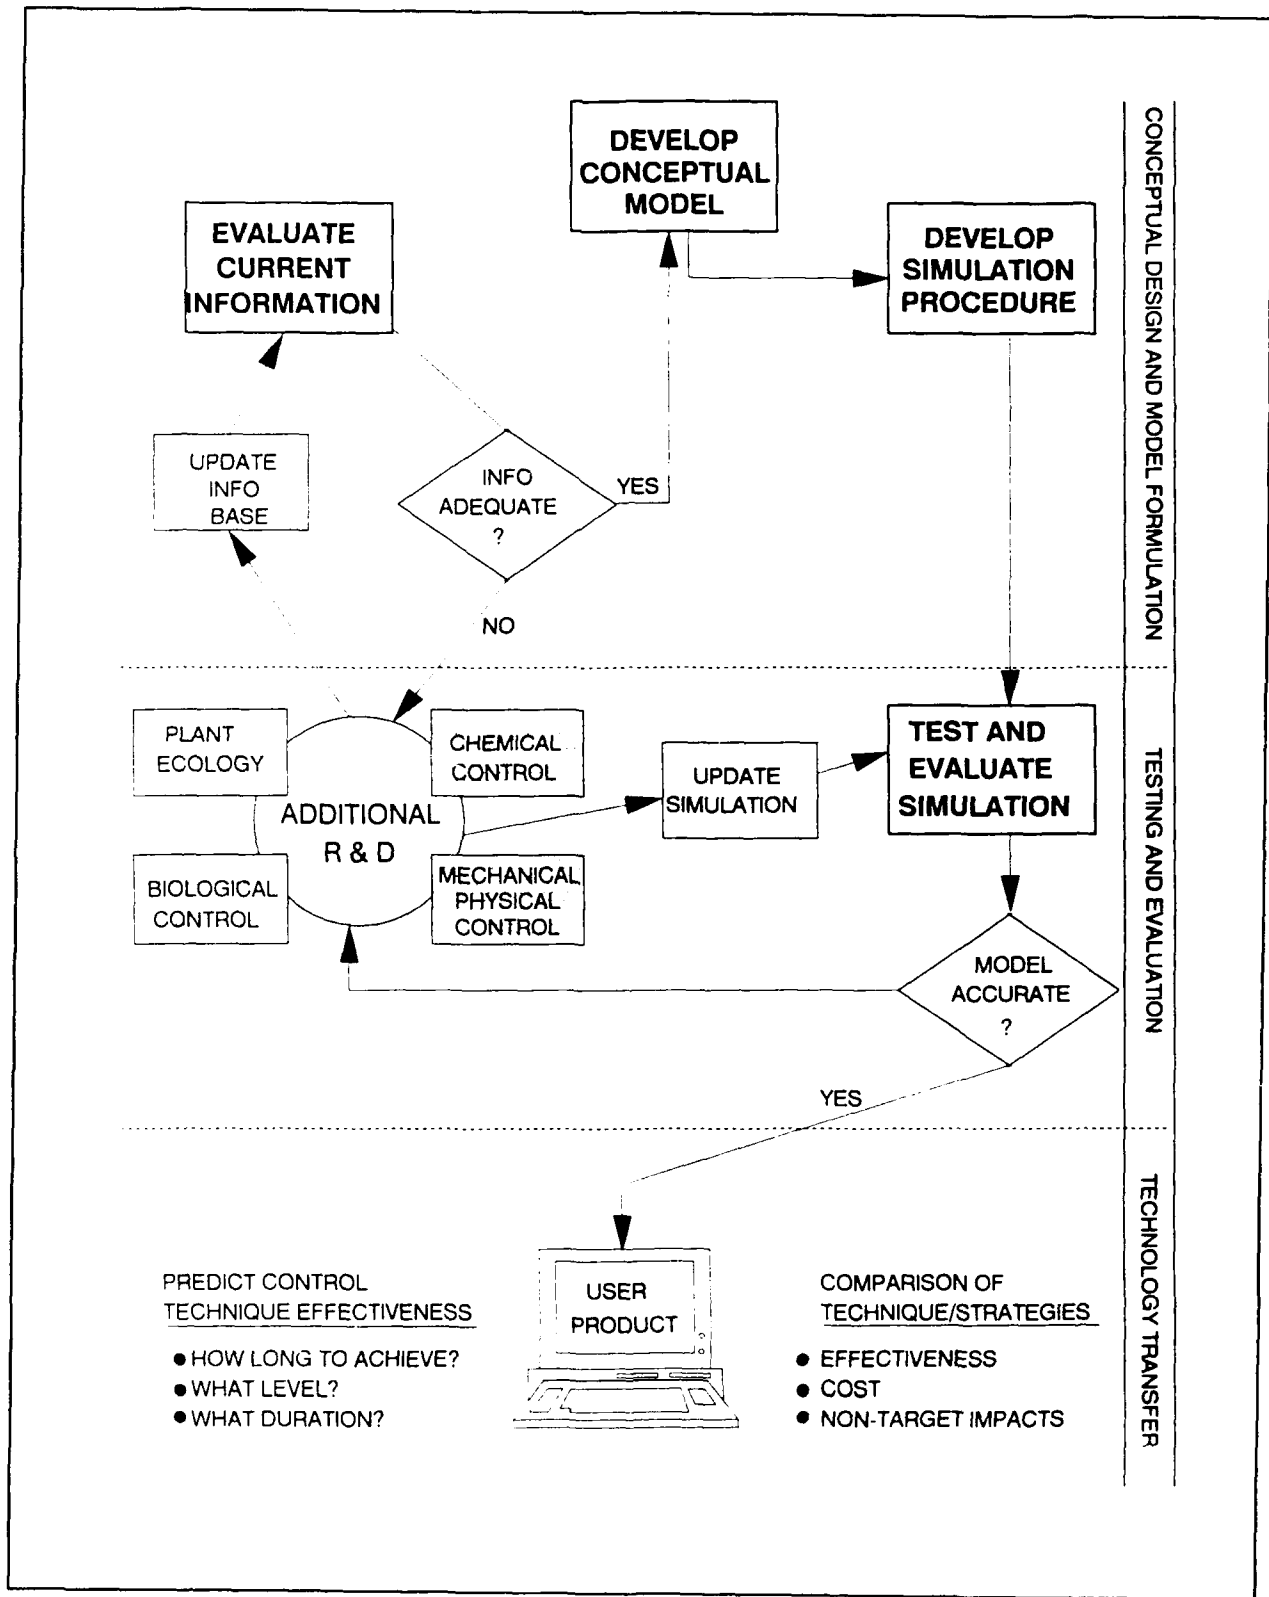 DEVELOP
CONCEPTUAL
MODEL
EVALUATE
CURRENT
INFORMATION
DEVELOP
SIMULATION
PROCEDURE
UPDATE
INFO
BASE
INFO
ADEQUATE
?
YES
NO
CONCEPTUAL DESIGN AND MODEL FORMULATION
PLANT
ECOLOGY
CHEMICAL
CONTROL
ADDITIONAL
R & D
BIOLOGICAL
CONTROL
MECHANICAL
PHYSICAL
CONTROL
UPDATE
SIMULATION
TEST AND
EVALUATE
SIMULATION
MODEL
ACCURATE
?
YES
TESTING AND EVALUATION
PREDICT CONTROL
TECHNIQUE EFFECTIVENESS
● HOW LONG TO ACHIEVE?
● WHAT LEVEL?
● WHAT DURATION?
USER
PRODUCT
COMPARISON OF
TECHNIQUE/STRATEGIES
● EFFECTIVENESS
● COST
● NON-TARGET IMPACTS
TECHNOLOGY TRANSFER